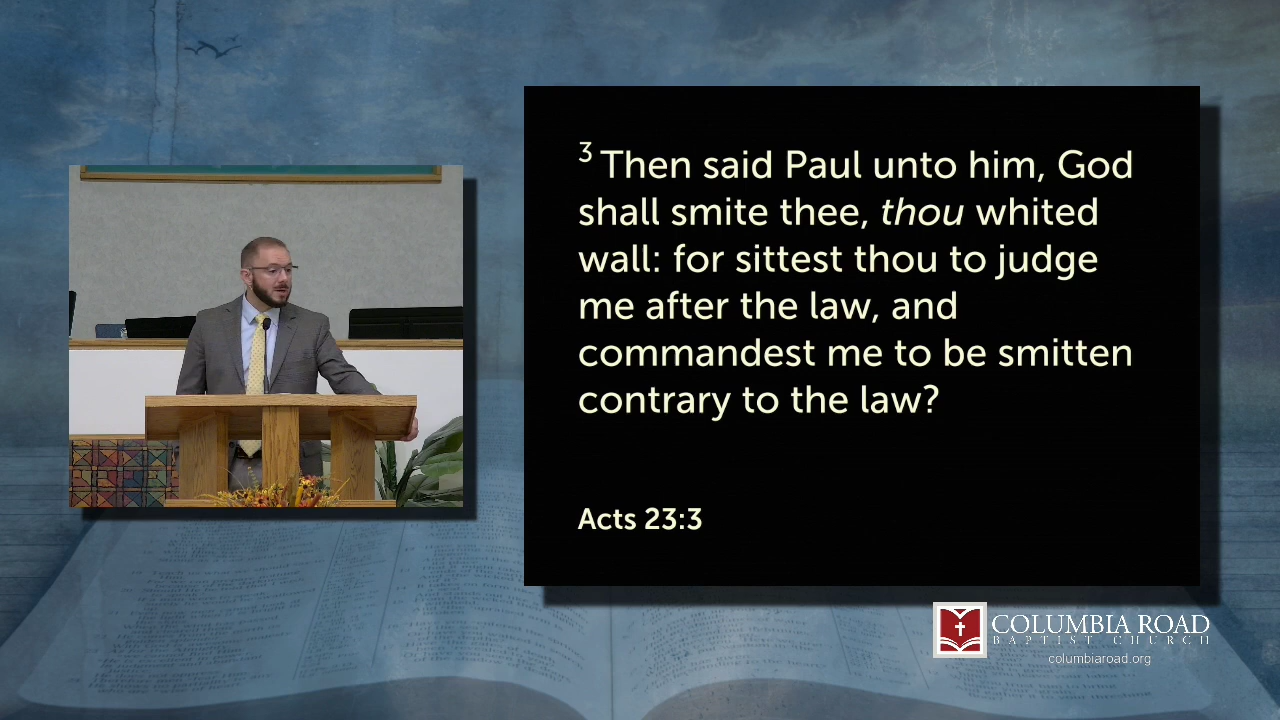 3 Then said Paul unto him, God
shall smite thee, thou whited
wall: for sittest thou to judge
me after the law, and
commandest me to be smitten
contrary to the law?
Acts 23:3
COLUMBIA ROAD
BAPTIST CHURCH
columbiaroad.org